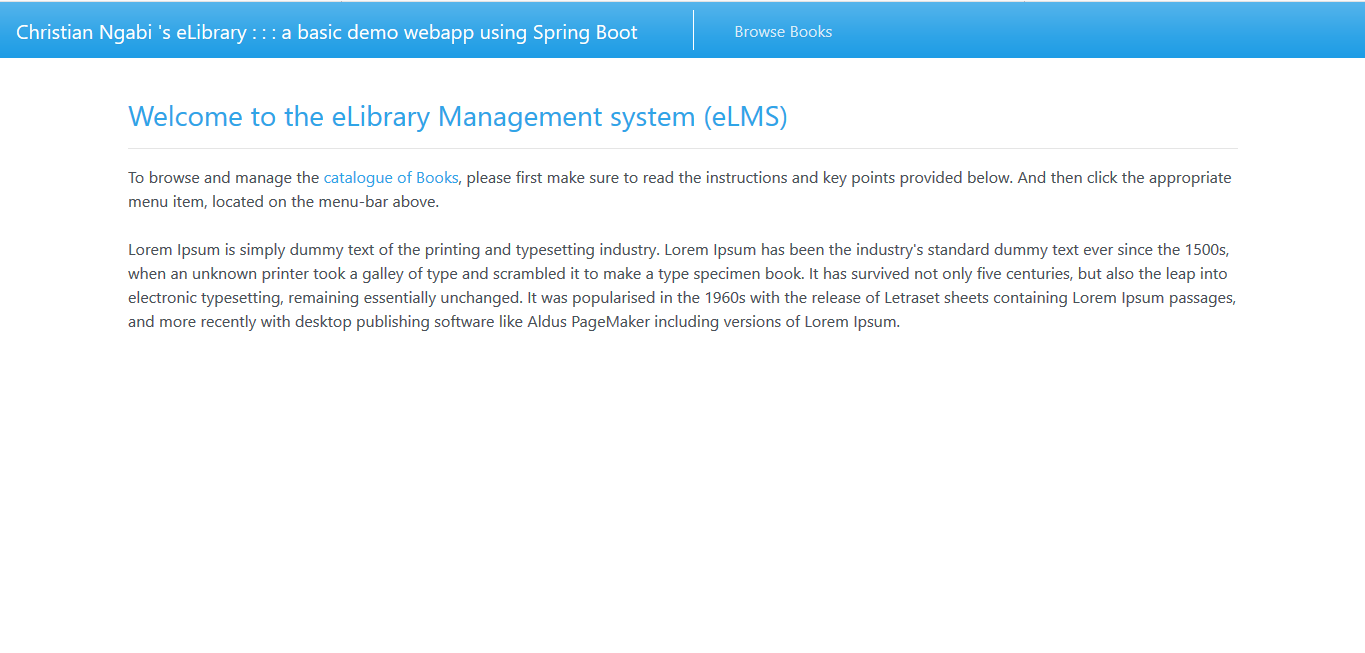 Christian Ngabi 's eLibrary : : : a basic demo webapp using Spring Boot
Browse Books
Welcome to the eLibrary Management system (eLMS)
To browse and manage the catalogue of Books, please first make sure to read the instructions and key points provided below. And then click the appropriate
menu item, located on the menu-bar above.
Lorem Ipsum is simply dummy text of the printing and typesetting industry. Lorem Ipsum has been the industry's standard dummy text ever since the 1500s,
when an unknown printer took a galley of type and scrambled it to make a type specimen book. It has survived not only five centuries, but also the leap into
electronic typesetting, remaining essentially unchanged. It was popularised in the 1960s with the release of Letraset sheets containing Lorem Ipsum passages,
and more recently with desktop publishing software like Aldus PageMaker including versions of Lorem Ipsum.